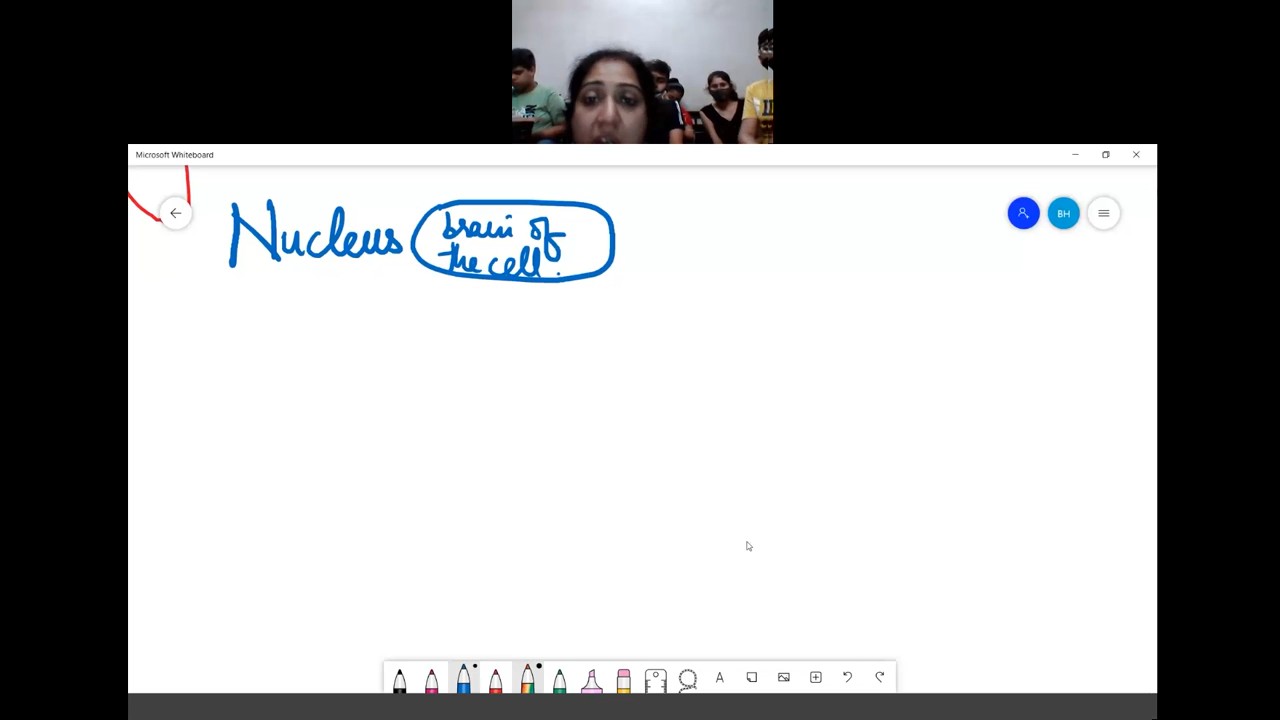 Microsoft Whiteboard
Nucleus
brain of
the cell.
BH
A